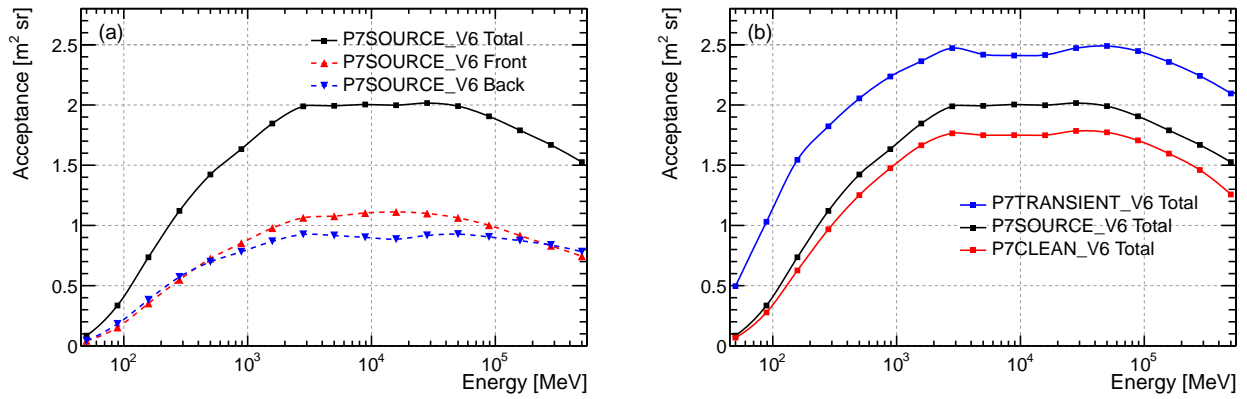 (a)
P7SOURCE_V6 Total
P7SOURCE_V6 Front
P7SOURCE_V6 Back
Acceptance [m² sr]
2.5
2
1.5
1
0.5
0
10²
10³
10⁴
10⁵
Energy [MeV]
(b)
Acceptance [m² sr]
2.5
2
1.5
1
0.5
0
P7TRANSIENT_V6 Total
P7SOURCE_V6 Total
P7CLEAN_V6 Total
10²
10³
10⁴
10⁵
Energy [MeV]